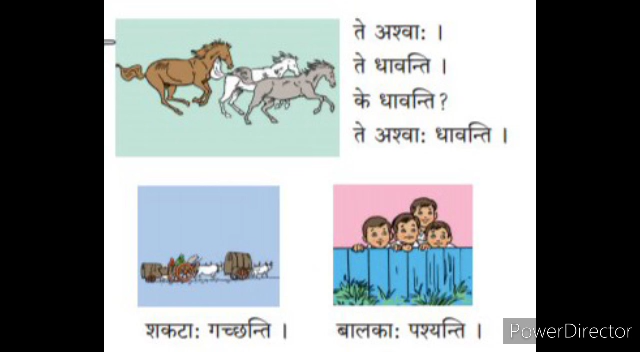 ते अश्वा: ।
ते धावन्ति ।
के धावन्ति ?
ते अश्वा: धावन्ति ।
शकटा: गच्छन्ति ।
बालका: पश्यन्ति ।
PowerDirector